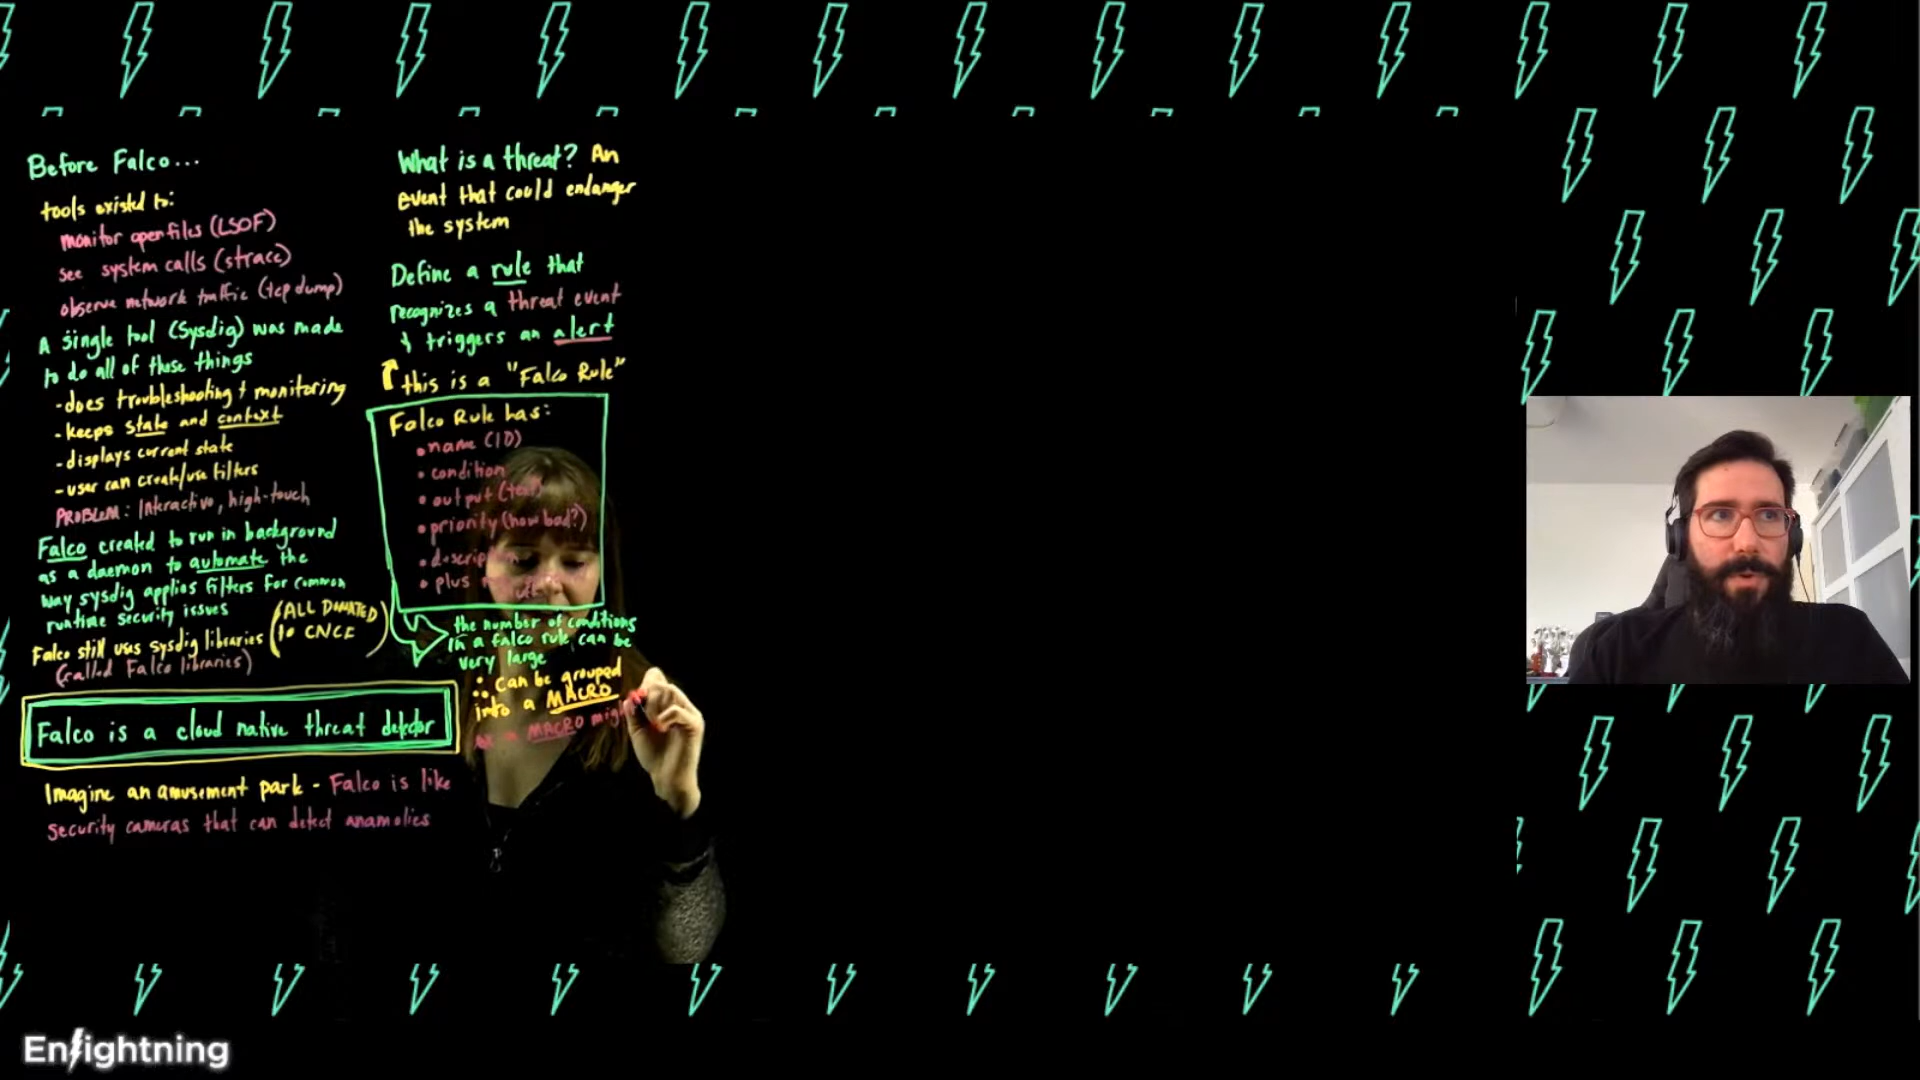 Before Falco...
tools existed to:
monitor open files (LSOF)
see system calls (strace)
observe network traffic (tcp dump)
A single tool (Sysdig) was made
to do all of these things
-does troubleshooting + monitoring
-keeps state and context
-displays current state
-user can create/use filters
PROBLEM: Interactive, high-touch
Falco created to run in background
as a daemon to automate the
way sysdig applies filters for common
runtime security issues
(ALL DONATED
to CNCF)
Falco still uses sysdig libraries
(called Falco libraries)
Falco is a cloud native threat detector
Imagine an amusement park - Falco is like
security cameras that can detect anamolies
What is a threat? An
event that could endanger
the system
Define a rule that
recognizes a threat event
& triggers an alert
this is a "Falco Rule"
Falco Rule has:
• name (ID)
• condition
• output (text)
• priority (how bad?)
• description
• plus
the number of conditions
in a falco rule can be
very large
∴ Can be grouped
into a MACRO
a MACRO might
Enlightning